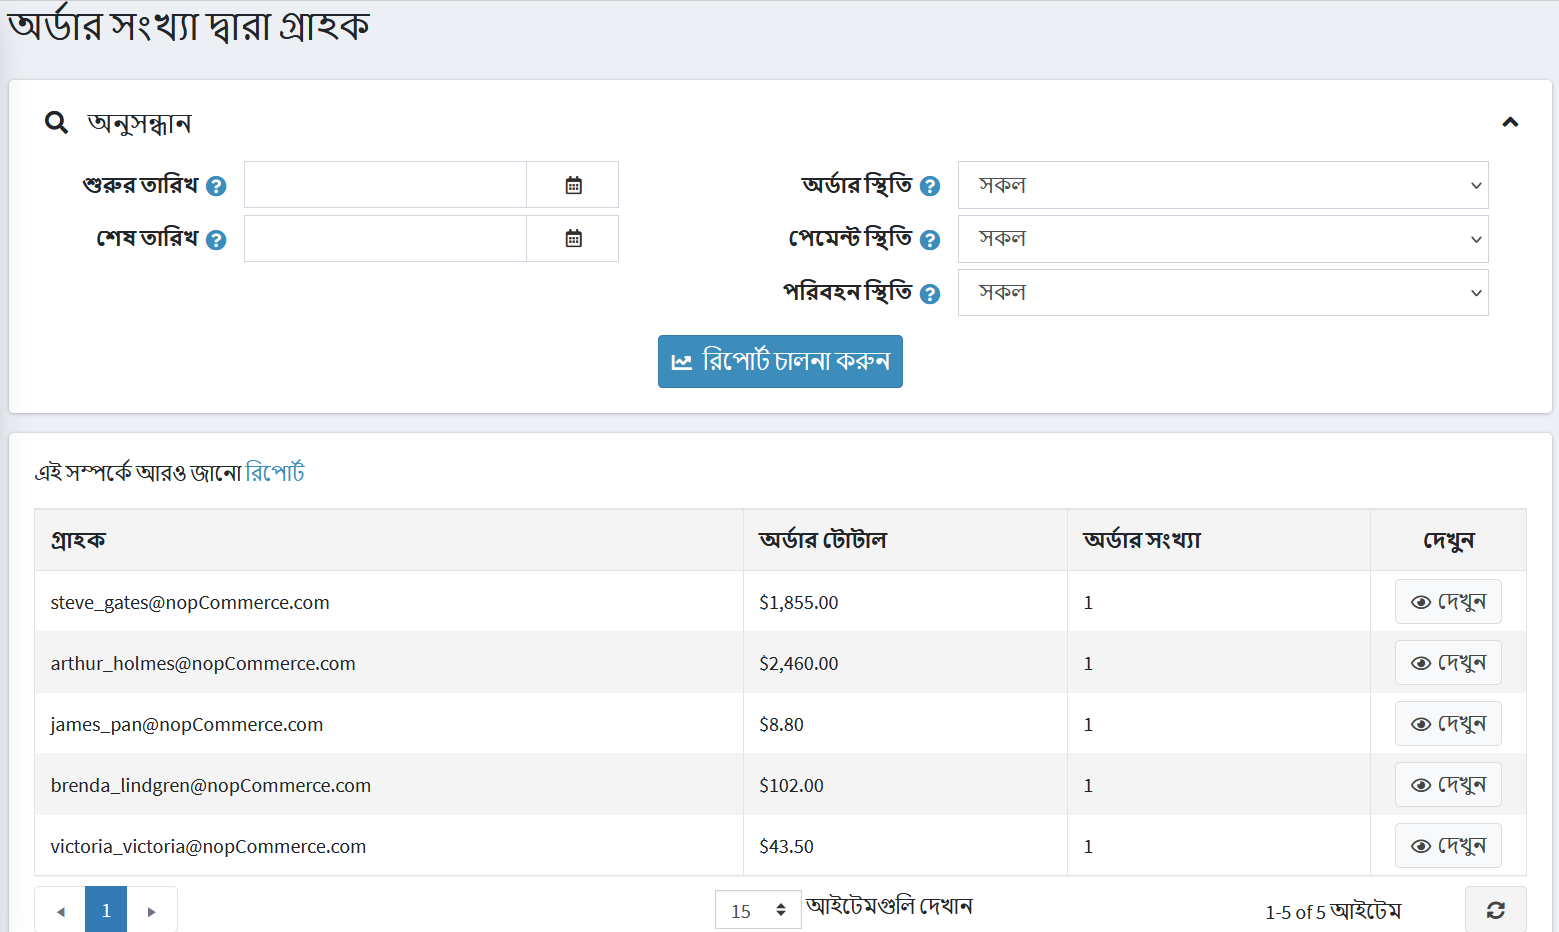 অর্ডার সংখ্যা দ্বারা গ্রাহক
অনুসন্ধান
শুরুর তারিখ
অর্ডার স্থিতি সকল
শেষ তারিখ
পেমেন্ট স্থিতি সকল
পরিবহন স্থিতি সকল
রিপোর্ট চালনা করুন
এই সম্পর্কে আরও জানো রিপোর্ট
গ্রাহক অর্ডার টোটাল অর্ডার সংখ্যা দেখুন
steve_gates@nopCommerce.com $1,855.00 1 দেখুন
arthur_holmes@nopCommerce.com $2,460.00 1 দেখুন
james_pan@nopCommerce.com $8.80 1 দেখুন
brenda_lindgren@nopCommerce.com $102.00 1 দেখুন
victoria_victoria@nopCommerce.com $43.50 1 দেখুন
1 15 আইটেমগুলি দেখান 1-5 of 5 আইটেম